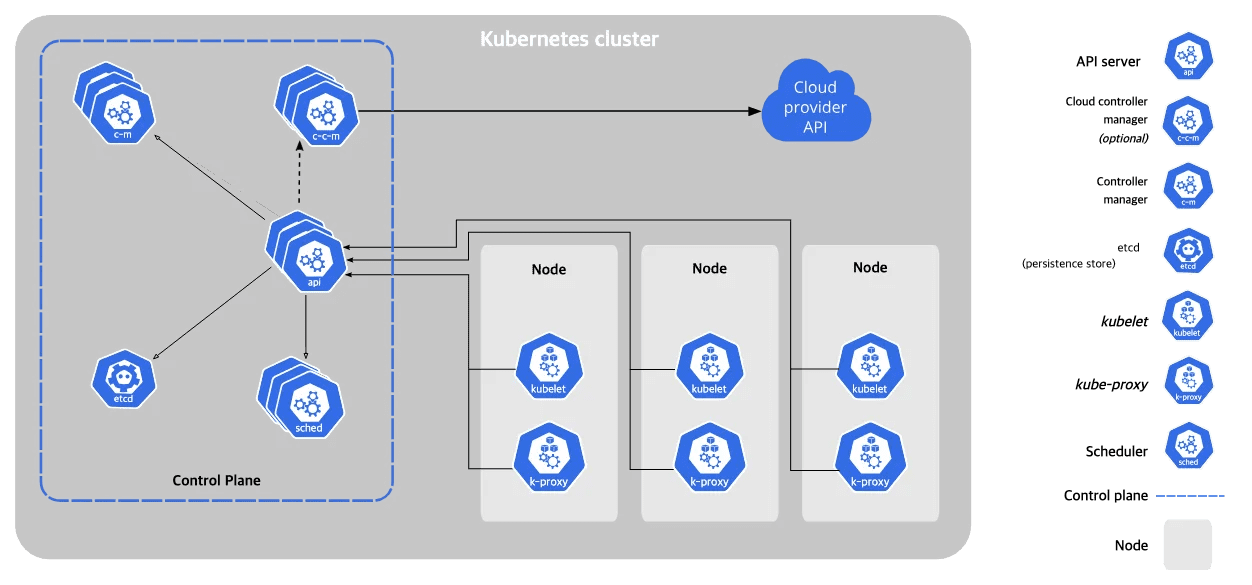 Kubernetes cluster
c-m
c-c-m
Cloud
provider
API
api
etcd
sched
Control Plane
Node
kubelet
k-proxy
Node
kubelet
k-proxy
Node
kubelet
k-proxy
API server
api
Cloud controller
manager
(optional)
c-c-m
Controller
manager
c-m
etcd
(persistence store)
etcd
kubelet
kubelet
kube-proxy
k-proxy
Scheduler
sched
Control plane
Node